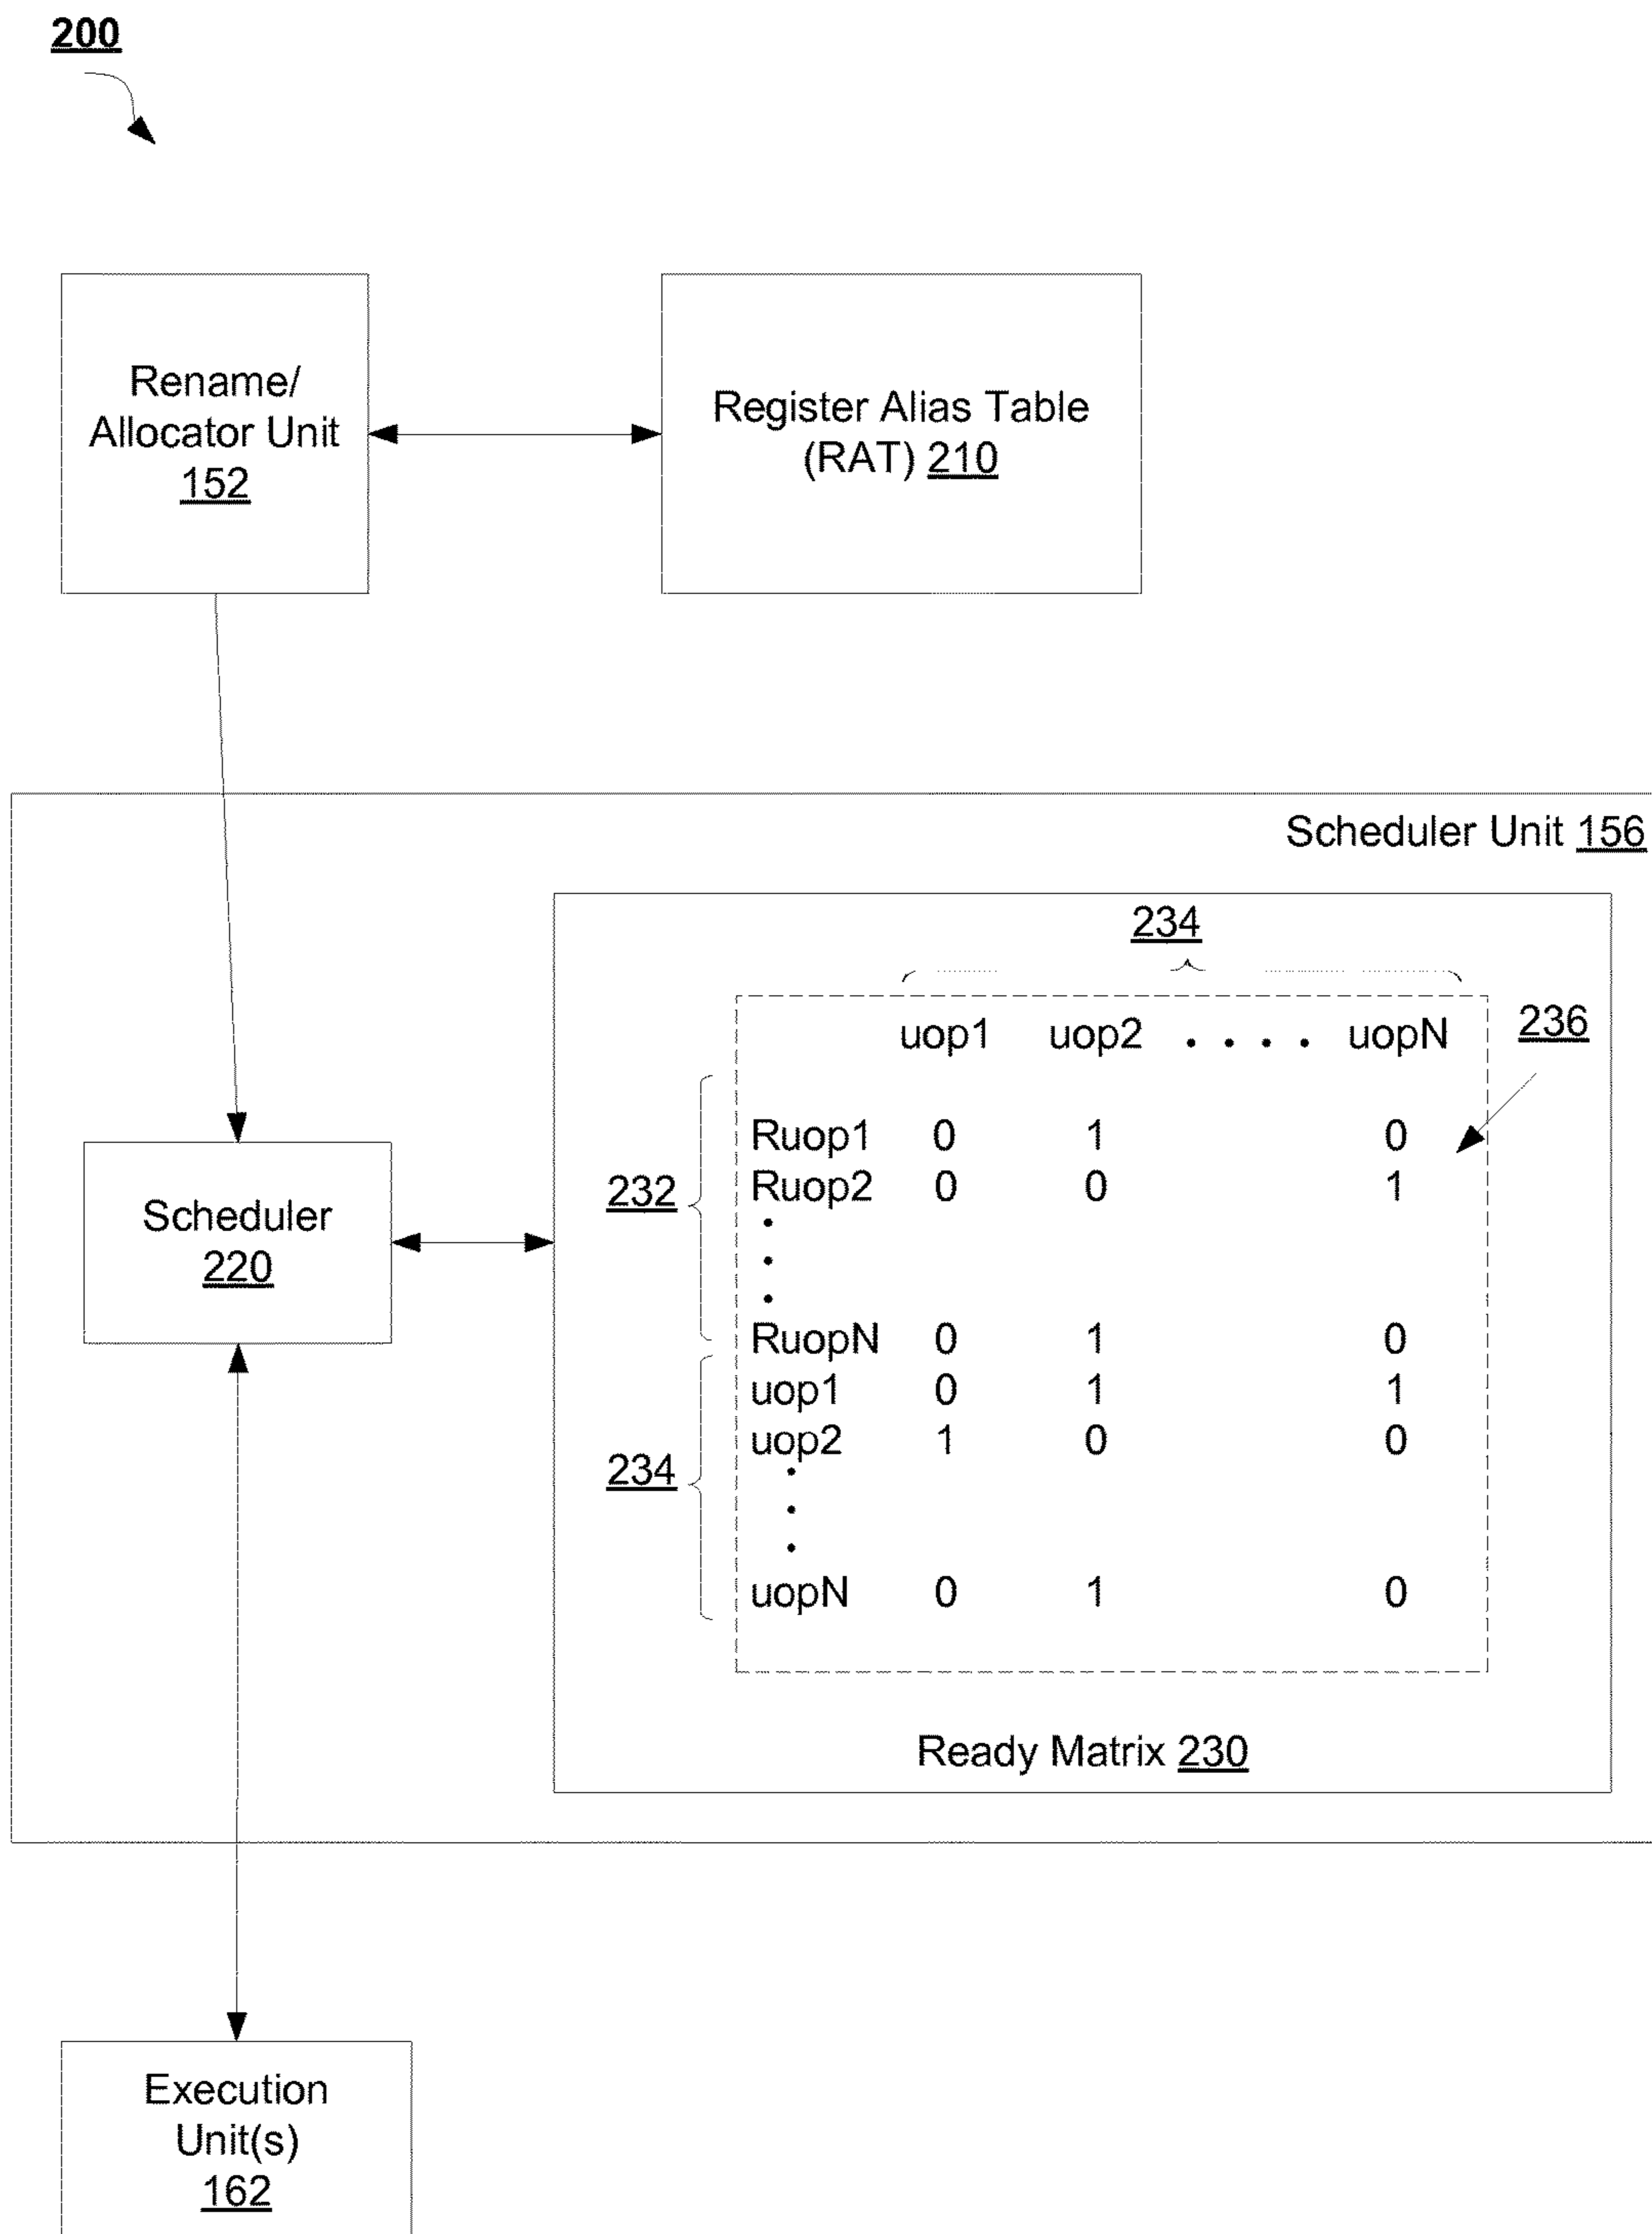 200
Rename/
Allocator Unit
152
Register Alias Table
(RAT) 210
Scheduler Unit 156
234
uop1 uop2 . . . . uopN
236
Ruop1 0 1 0
232
Ruop2 0 0 1
.
.
.
RuopN 0 1 0
Scheduler
220
uop1 0 1 1
uop2 1 0 0
234
.
.
.
uopN 0 1 0
Ready Matrix 230
Execution
Unit(s)
162